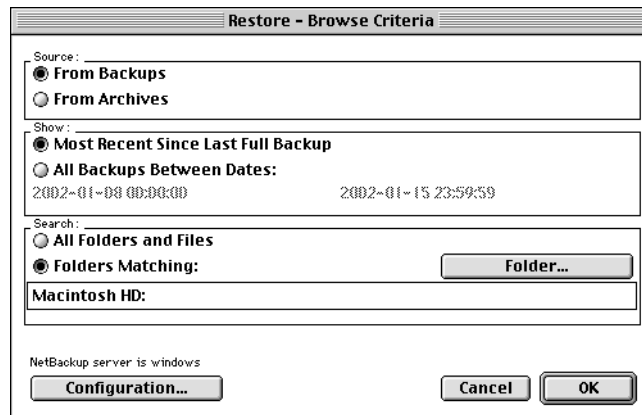 Restore - Browse Criteria
Source:
From Backups
From Archives
Show:
Most Recent Since Last Full Backup
All Backups Between Dates:
2002-01-08 00:00:00 2002-01-15 23:59:59
Search:
All Folders and Files
Folders Matching:
Folder...
Macintosh HD:
NetBackup server is windows
Configuration...
Cancel
OK